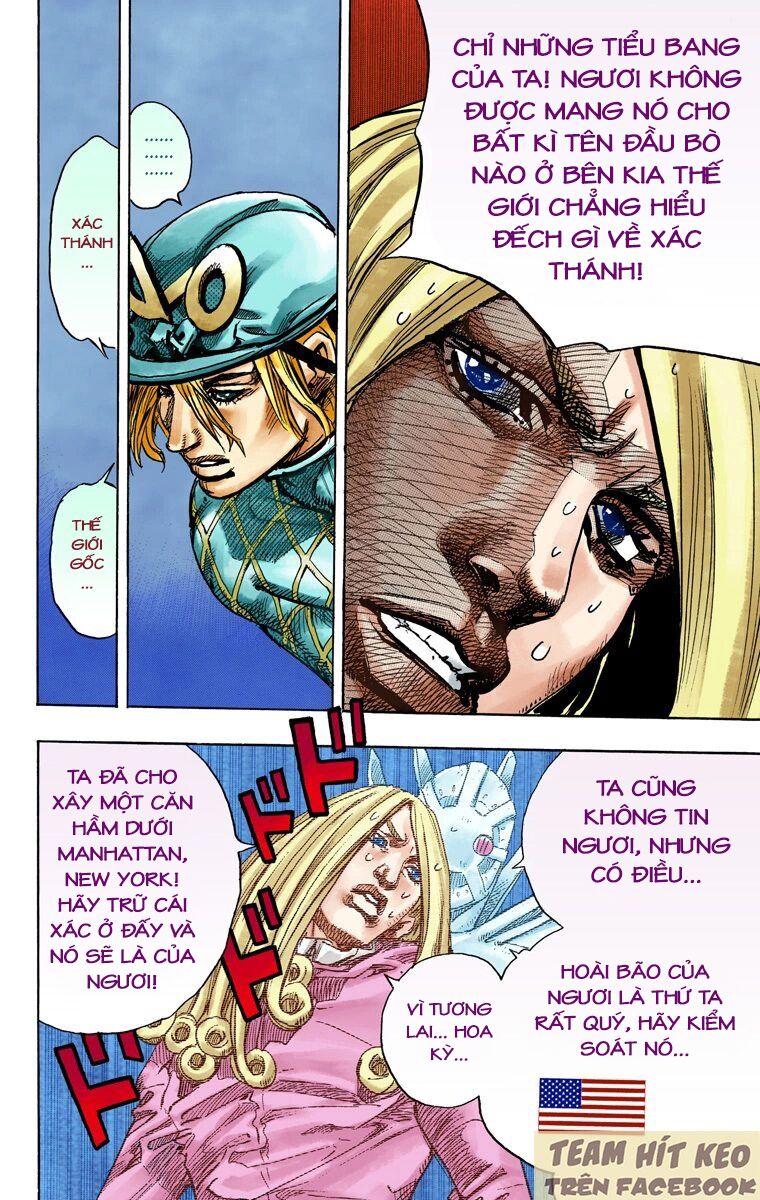 CHỈ NHỮNG TIỂU BANG
CỦA TA! NGƯƠI KHÔNG
ĐƯỢC MANG NÓ CHO
BẤT KÌ TÊN ĐẦU BÒ
NÀO Ở BÊN KIA THẾ
GIỚI CHẲNG HIỂU
ĐẾCH GÌ VỀ XÁC
THÁNH!
......
......
......
XÁC
THÁNH
...
THẾ
GIỚI
GỐC
...
TA CŨNG
KHÔNG TIN
NGƯƠI, NHƯNG
CÓ ĐIỀU...
HOÀI BÃO CỦA
NGƯƠI LÀ THỨ TA
RẤT QUÝ, HÃY KIỂM
SOÁT NÓ...
VÌ TƯƠNG
LAI... HOA
KỲ...
TA ĐÃ CHO
XÂY MỘT CĂN
HẦM DƯỚI
MANHATTAN,
NEW YORK!
HÃY TRỮ CÁI
XÁC Ở ĐẤY VÀ
NÓ SẼ LÀ CỦA
NGƯƠI!
ドドドド
TEAM HÍT KEO
TRÊN FACEBOOK